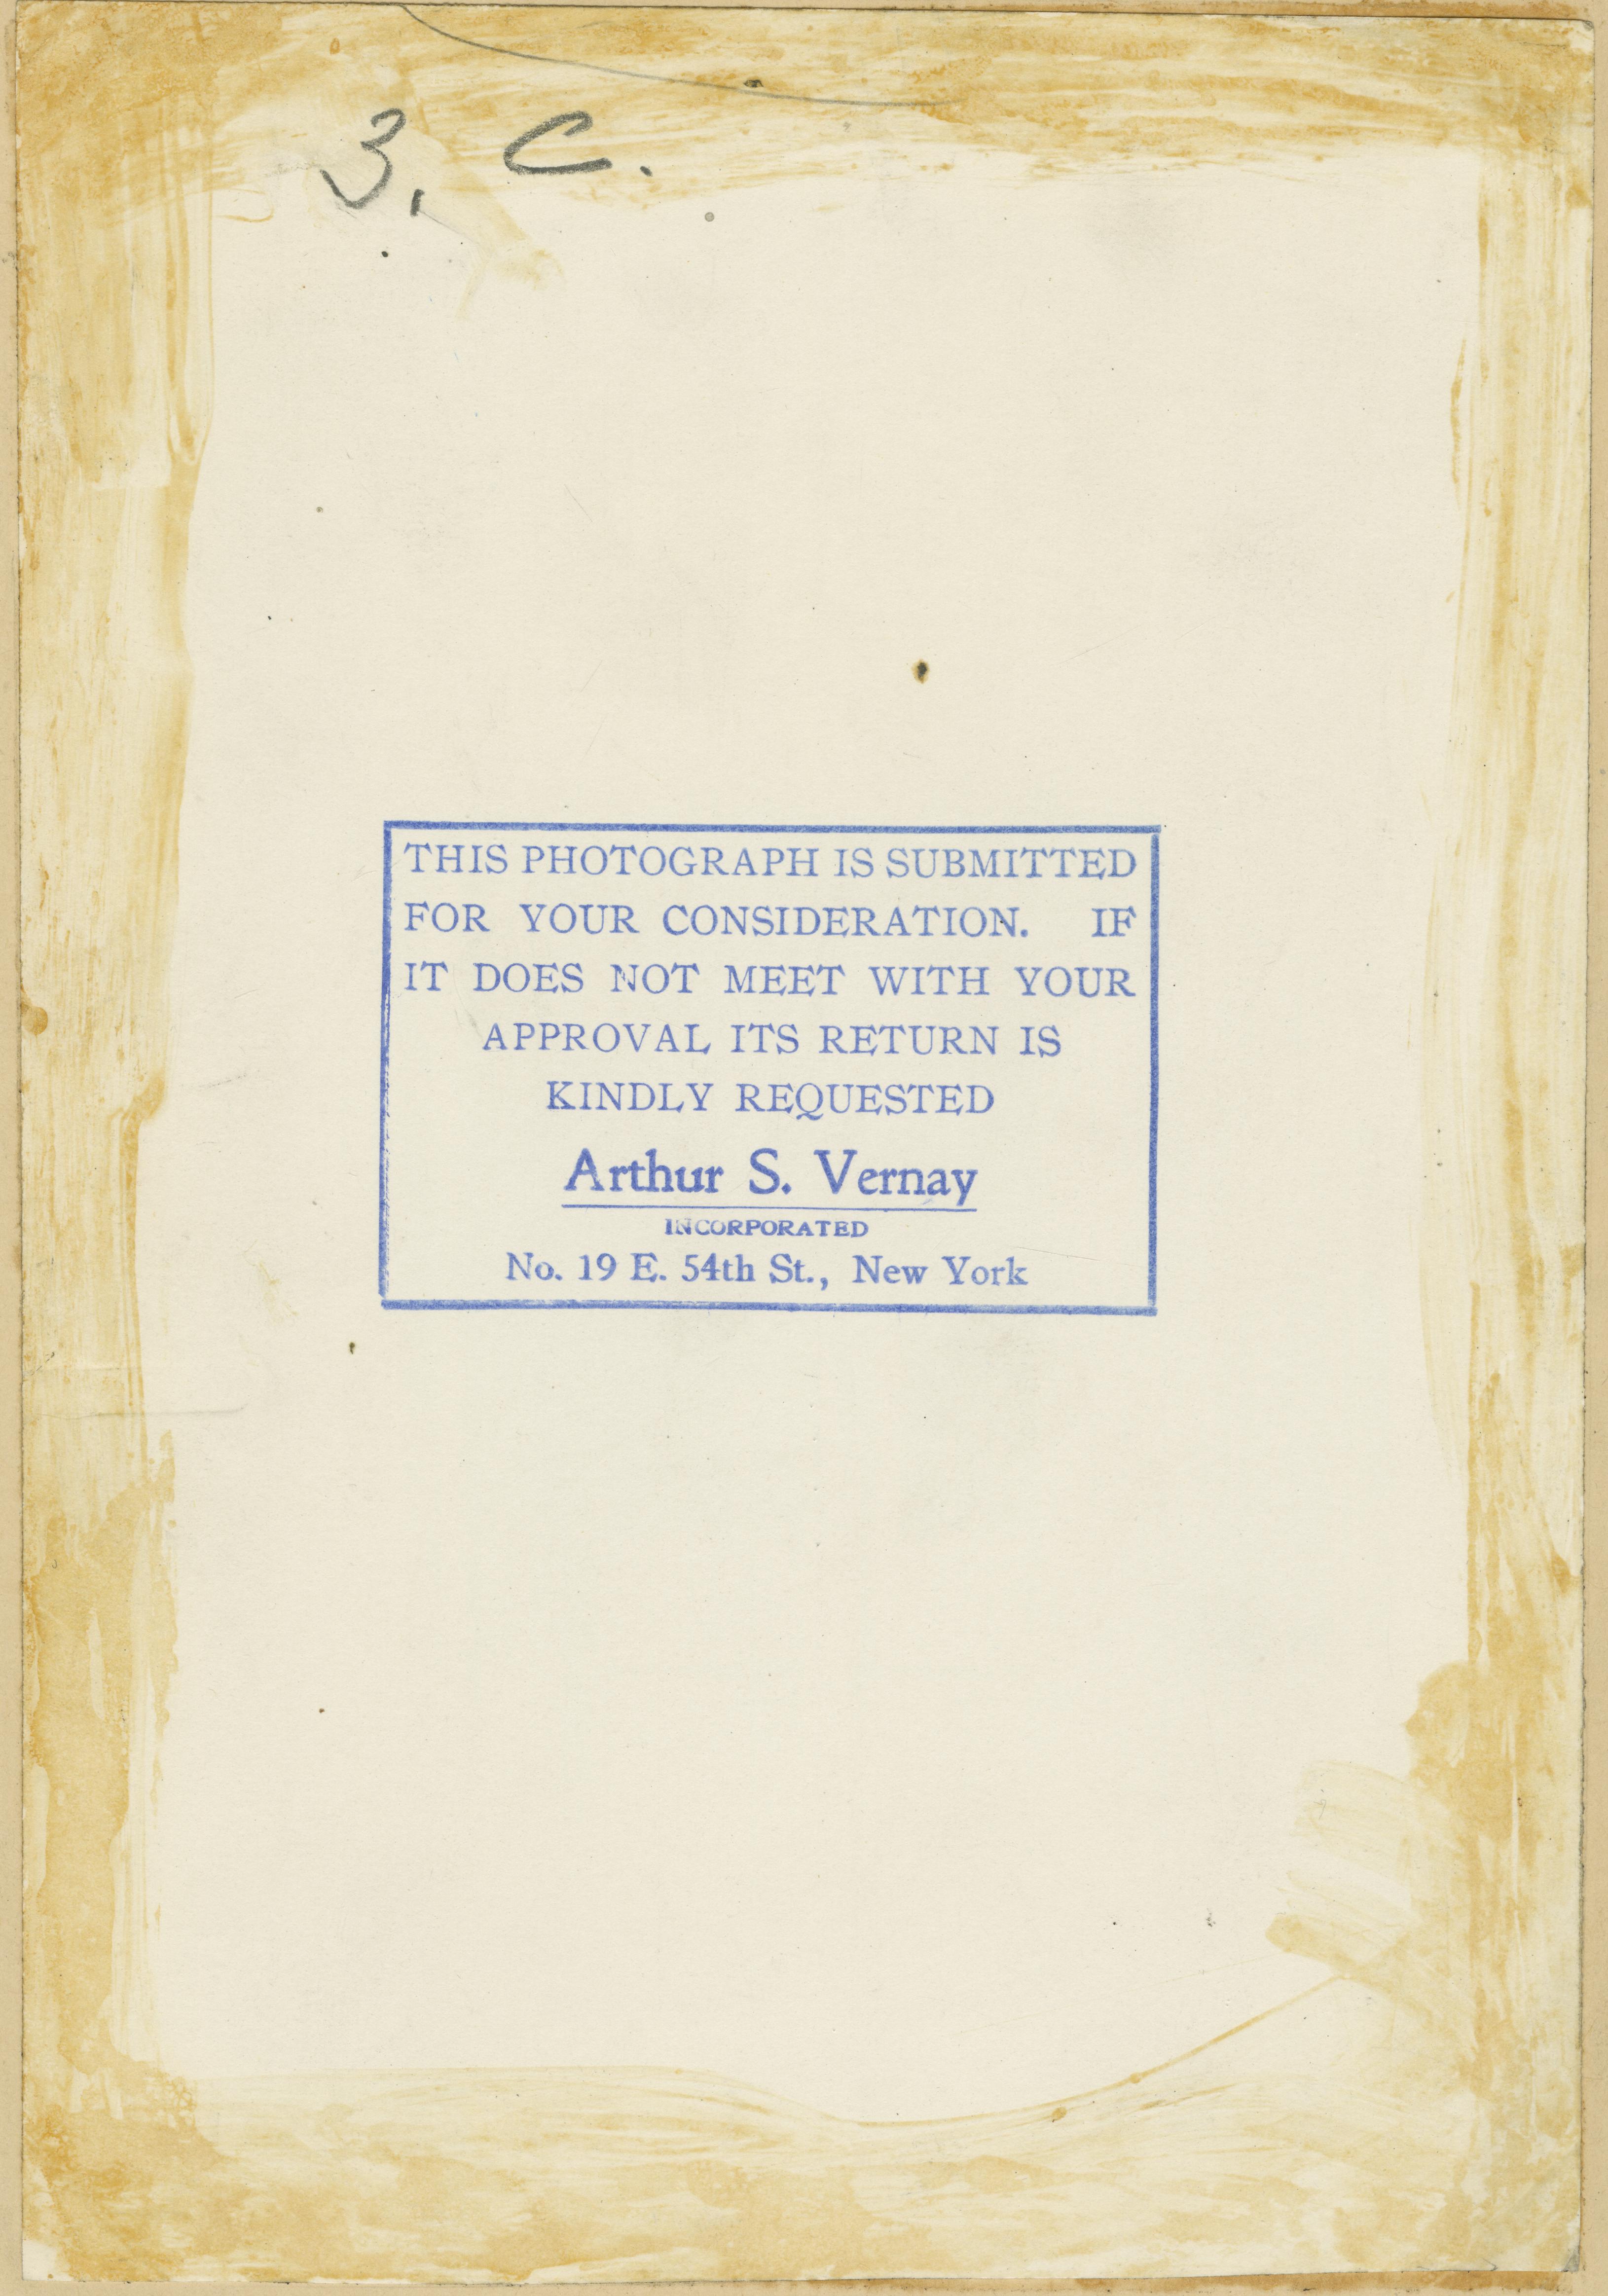 3. C.
THIS PHOTOGRAPH IS SUBMITTED
FOR YOUR CONSIDERATION. IF
IT DOES NOT MEET WITH YOUR
APPROVAL ITS RETURN IS
KINDLY REQUESTED
Arthur S. Vernay
INCORPORATED
No. 19 E. 54th St., New York